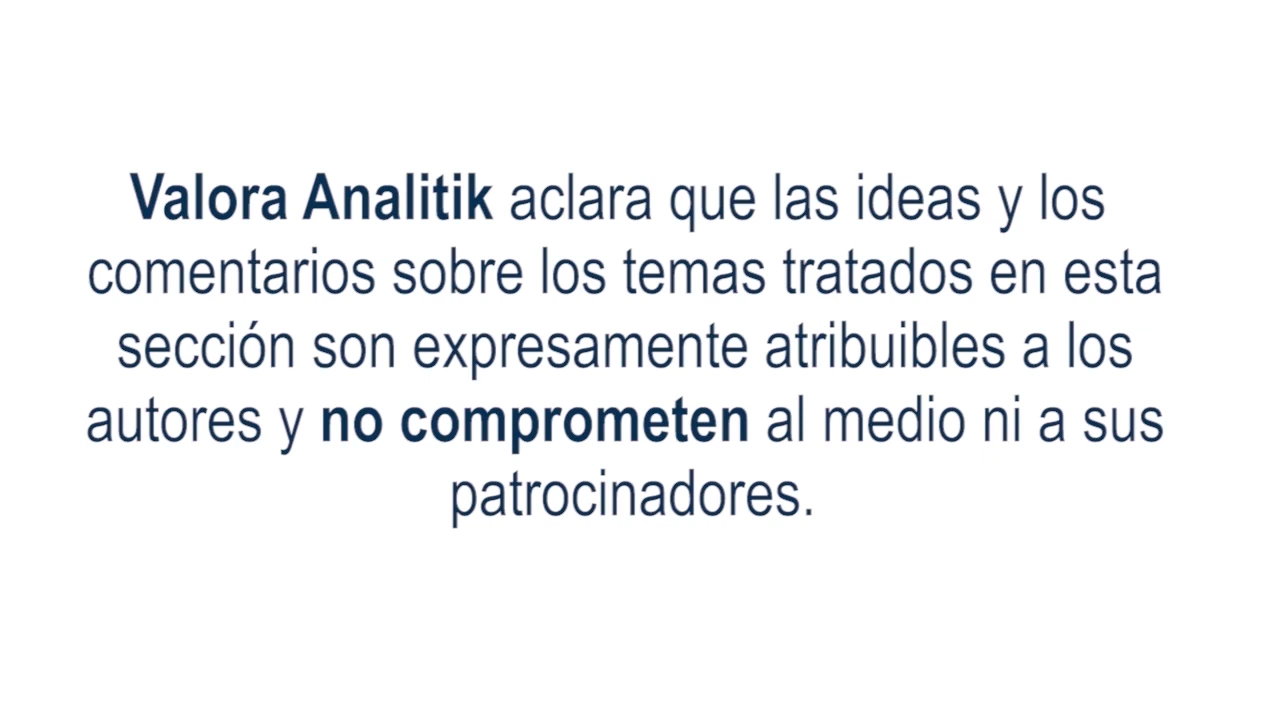 Valora Analitik aclara que las ideas y los
comentarios sobre los temas tratados en esta
sección son expresamente atribuibles a los
autores y no comprometen al medio ni a sus
patrocinadores.